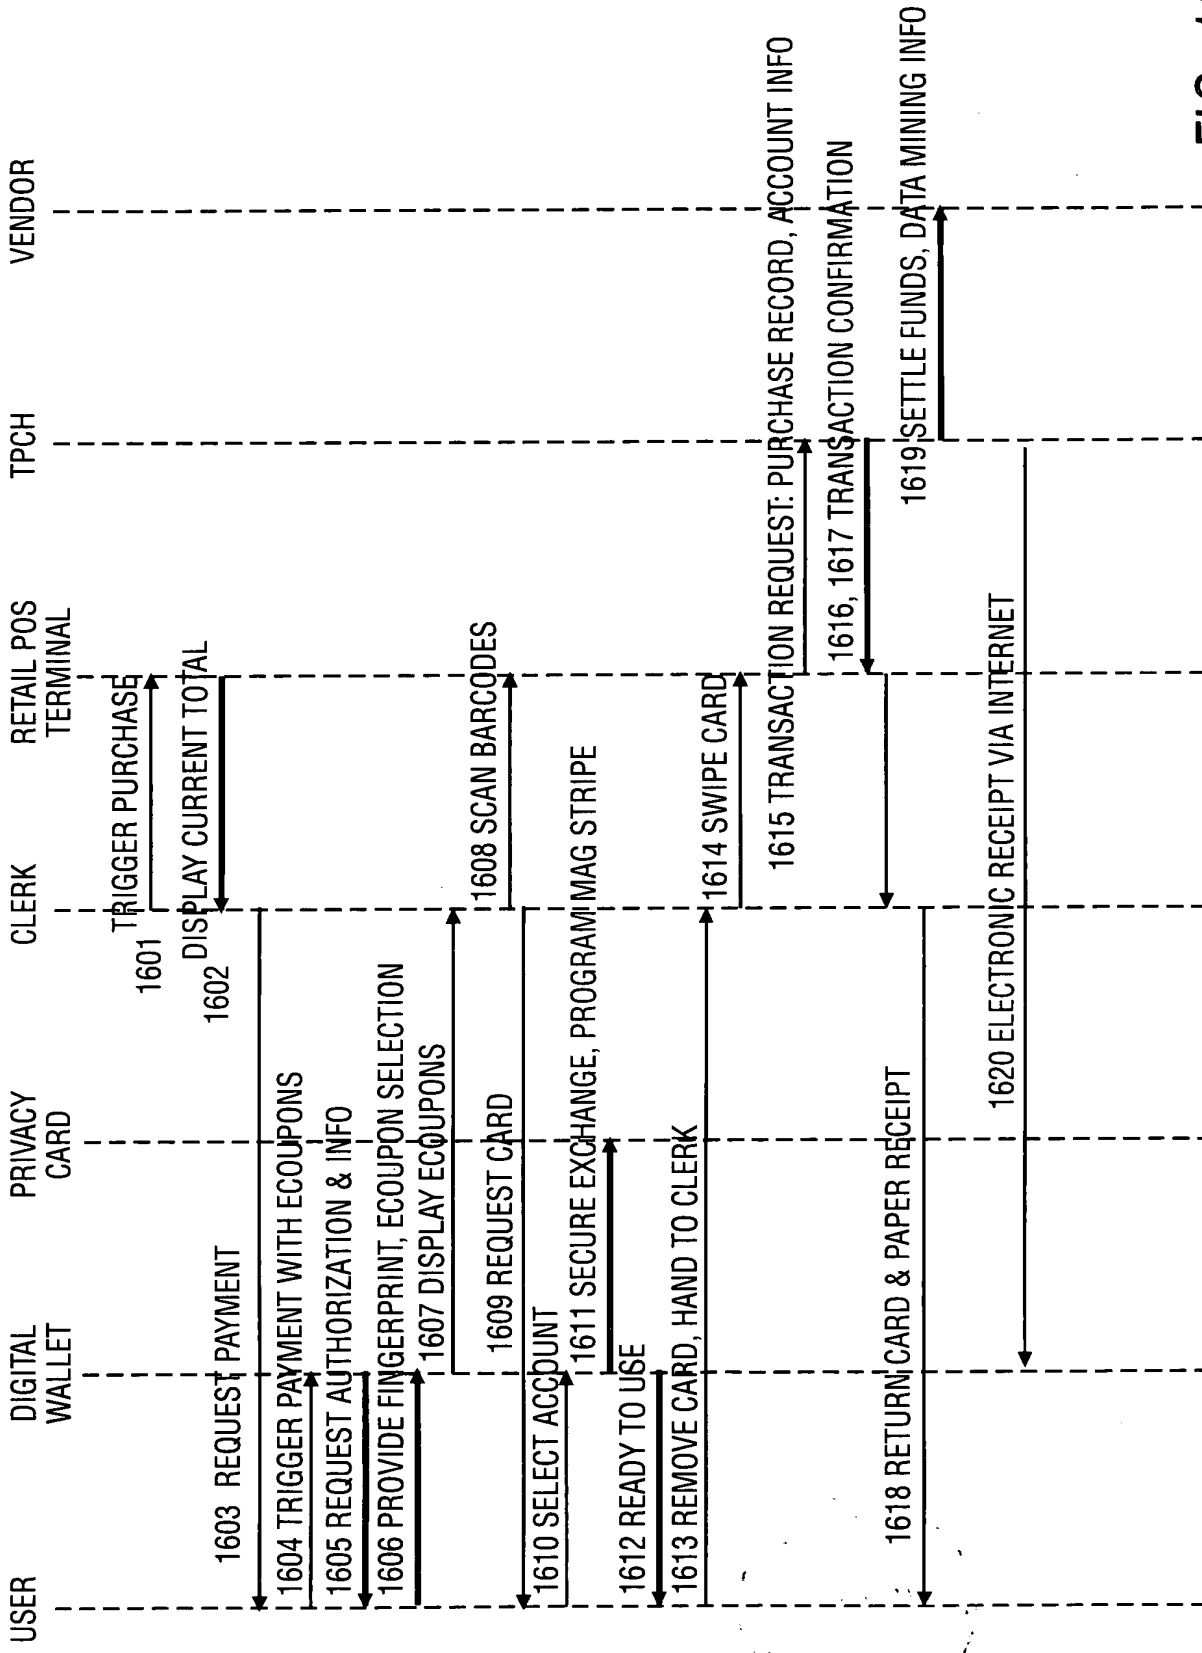 USER
DIGITAL
WALLET
PRIVACY
CARD
CLERK
RETAIL POS
TERMINAL
TPCH
VENDOR
TRIGGER PURCHASE
1601
DISPLAY CURRENT TOTAL
1602
1603 REQUEST PAYMENT
1604 TRIGGER PAYMENT WITH ECOUPONS
1605 REQUEST AUTHORIZATION & INFO
1606 PROVIDE FINGERPRINT, ECOUPON SELECTION
1607 DISPLAY ECOUPONS
1608 SCAN BARCODES
1609 REQUEST CARD
1610 SELECT ACCOUNT
1611 SECURE EXCHANGE, PROGRAM MAG STRIPE
1612 READY TO USE
1613 REMOVE CARD, HAND TO CLERK
1614 SWIPE CARD
1615 TRANSACTION REQUEST: PURCHASE RECORD, ACCOUNT INFO
1616, 1617 TRANSACTION CONFIRMATION
1618 RETURN CARD & PAPER RECEIPT
1619 SETTLE FUNDS, DATA MINING INFO
1620 ELECTRONIC RECEIPT VIA INTERNET